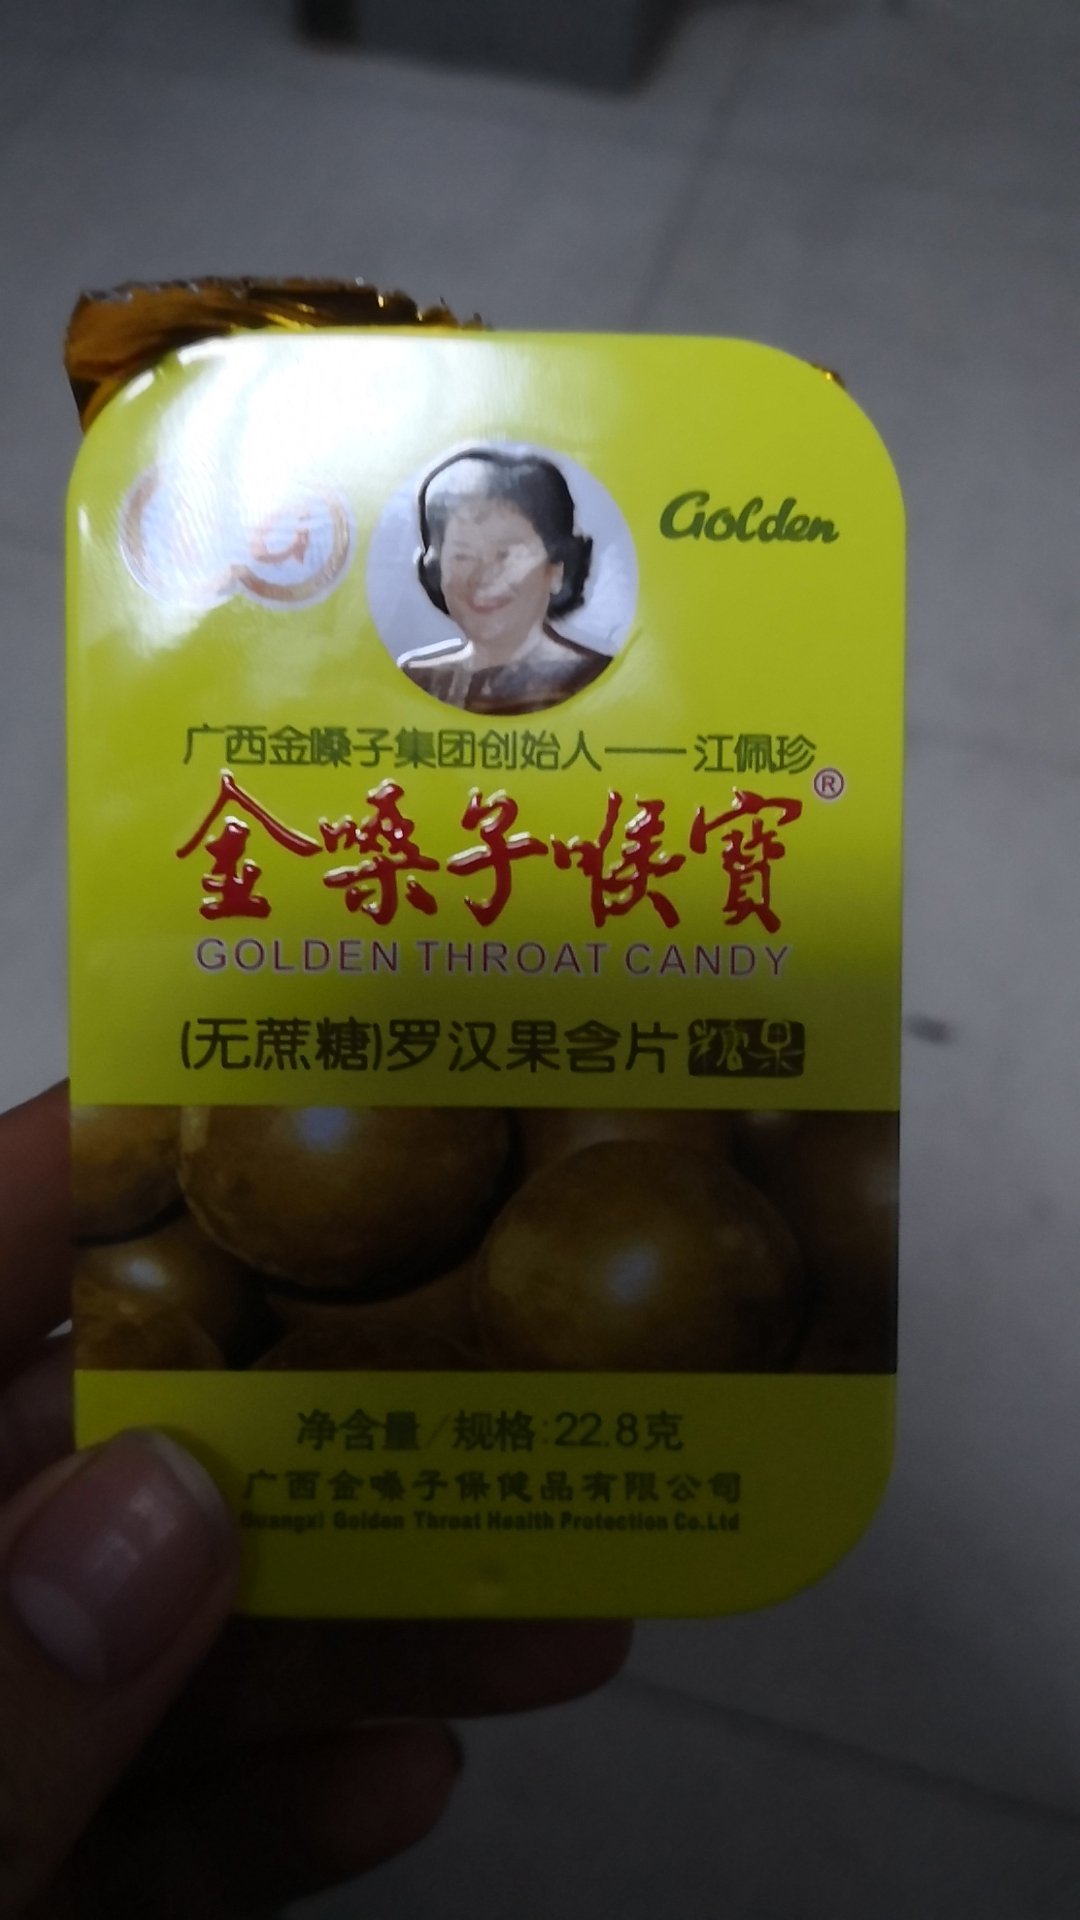 Golden
广西金嗓子集团创始人——江佩珍
金嗓子喉寶®
GOLDEN THROAT CANDY
(无蔗糖)罗汉果含片 糖果
净含量/规格:22.8克
广西金嗓子保健品有限公司
Guangxi Golden Throat Health Protection Co.Ltd